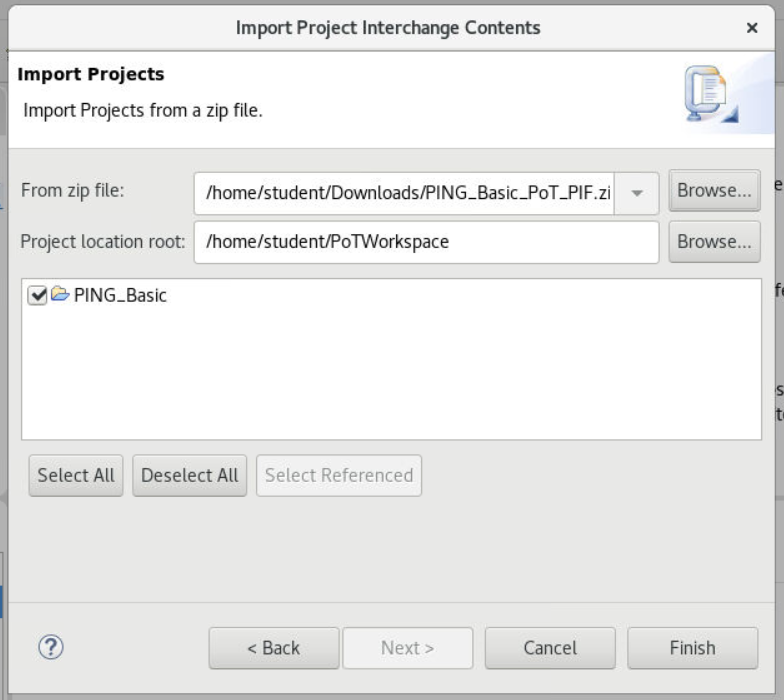 Import Project Interchange Contents
Import Projects
Import Projects from a zip file.
From zip file: /home/student/Downloads/PING_Basic_PoT_PIF.zi Browse...
Project location root: /home/student/PoTWorkspace Browse...
PING_Basic
Select All Deselect All Select Referenced
< Back Next > Cancel Finish